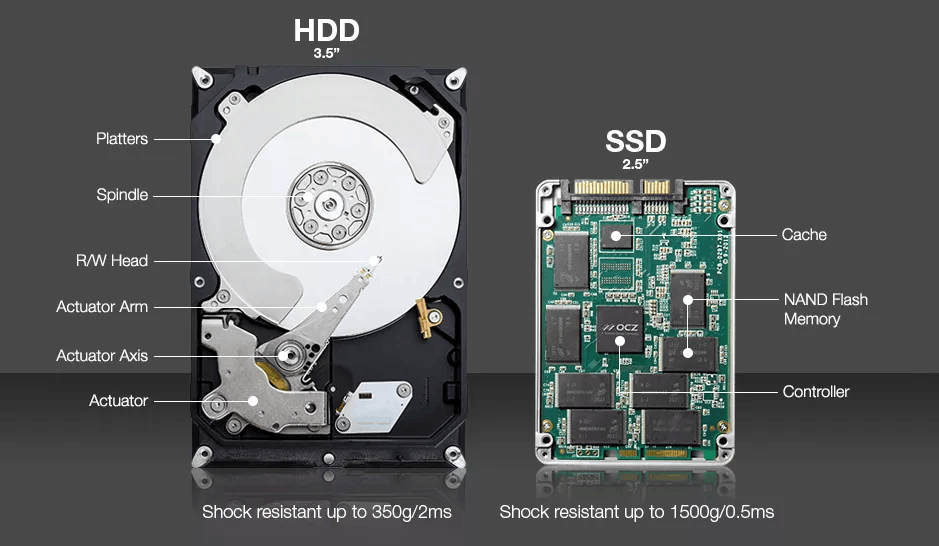 HDD
3.5”
Platters
Spindle
R/W Head
Actuator Arm
Actuator Axis
Actuator
Shock resistant up to 350g/2ms
SSD
2.5”
Cache
NAND Flash
Memory
Controller
OCZ
Shock resistant up to 1500g/0.5ms